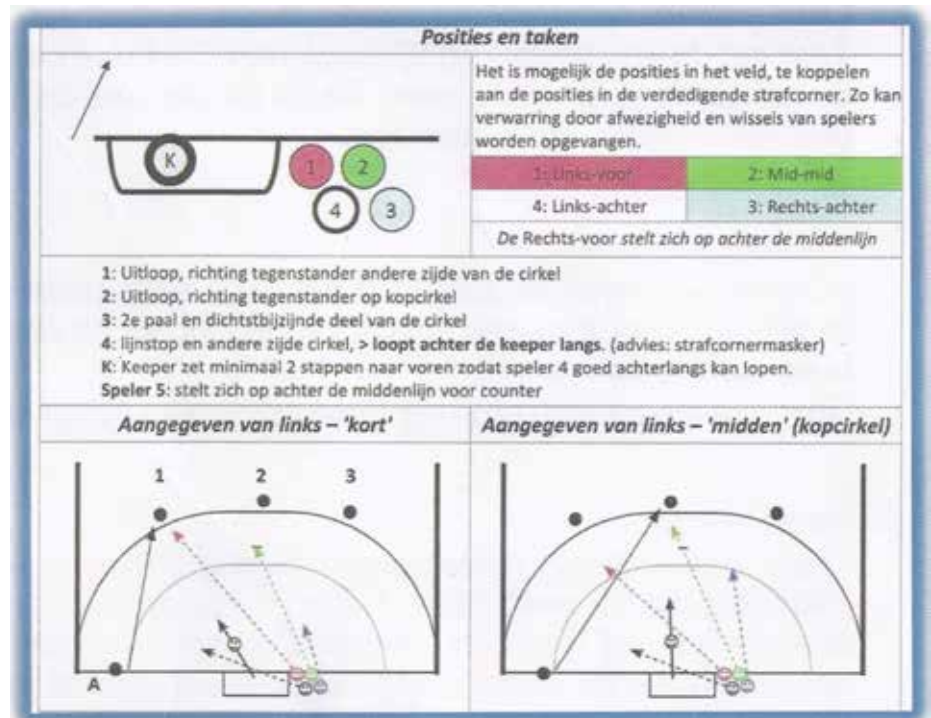 Posities en taken
K
1
2
4
3
Het is mogelijk de posities in het veld, te koppelen
aan de posities in de verdedigende strafcorner. Zo kan
verwarring door afwezigheid en wissels van spelers
worden opgevangen.
1: Links-voor
2: Mid-mid
4: Links-achter
3: Rechts-achter
De Rechts-voor stelt zich op achter de middenlijn
1: Uitloop, richting tegenstander andere zijde van de cirkel
2: Uitloop, richting tegenstander op kopcirkel
3: 2e paal en dichtstbijzijnde deel van de cirkel
4: lijnstop en andere zijde cirkel, > loopt achter de keeper langs. (advies: strafcornermasker)
K: Keeper zet minimaal 2 stappen naar voren zodat speler 4 goed achterlangs kan lopen.
Speler 5: stelt zich op achter de middenlijn voor counter
Aangegeven van links – 'kort'
Aangegeven van links – 'midden' (kopcirkel)
1
2
3
A